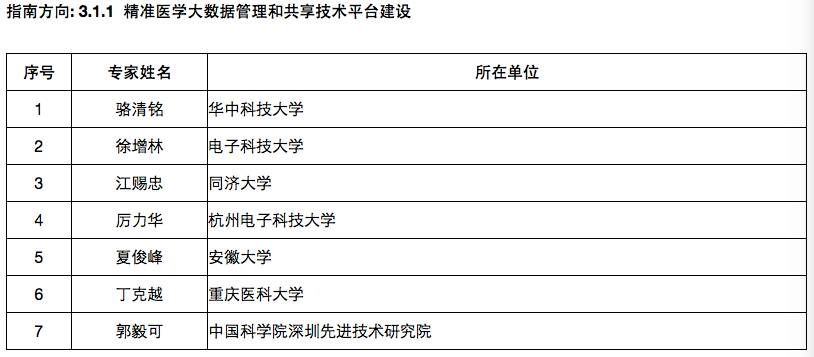 指南方向: 3.1.1 精准医学大数据管理和共享技术平台建设
序号 专家姓名 所在单位
1 骆清铭 华中科技大学
2 徐增林 电子科技大学
3 江赐忠 同济大学
4 厉力华 杭州电子科技大学
5 夏俊峰 安徽大学
6 丁克越 重庆医科大学
7 郭毅可 中国科学院深圳先进技术研究院